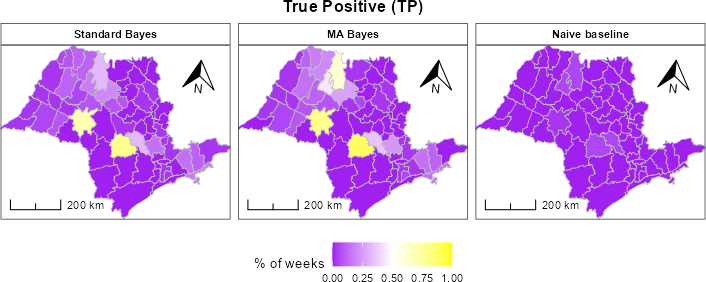 True Positive (TP)
Standard Bayes
MA Bayes
Naive baseline
N
N
N
200 km
200 km
200 km
% of weeks
0.00 0.25 0.50 0.75 1.00